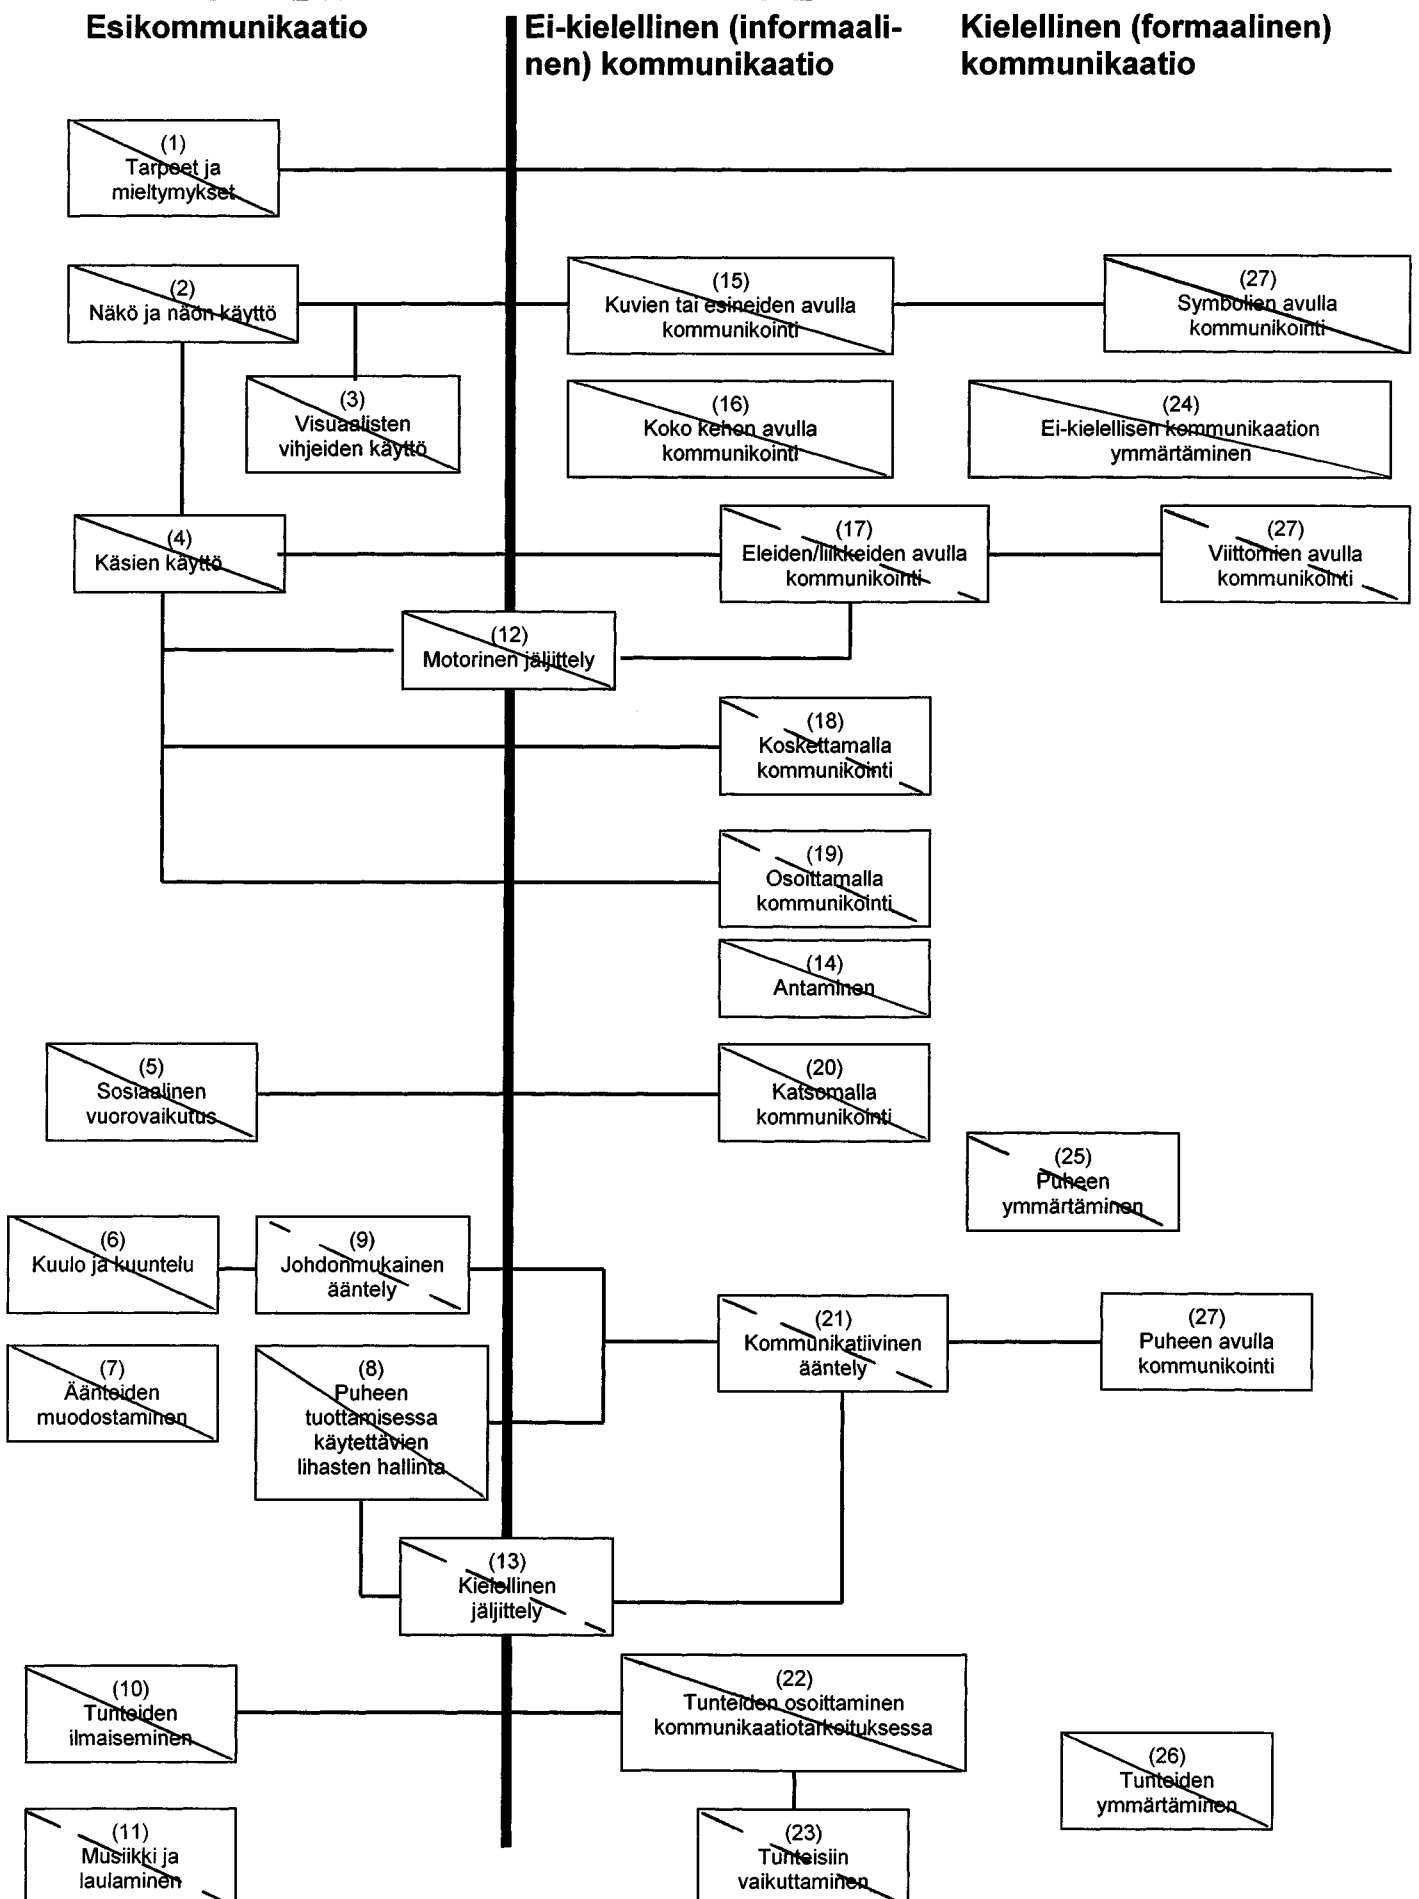 Esikommunikaatio
Ei-kielellinen (informaali-
nen) kommunikaatio
Kielellinen (formaalinen)
kommunikaatio
(1)
Tarpeet ja
mieltymykset
(2)
Näkö ja näön käyttö
(15)
Kuvien tai esineiden avulla
kommunikointi
(27)
Symbolien avulla
kommunikointi
(3)
Visuaalisten
vihjeiden käyttö
(16)
Koko kehon avulla
kommunikointi
(24)
Ei-kielellisen kommunikaation
ymmärtäminen
(4)
Käsien käyttö
(17)
Eleiden/liikkeiden avulla
kommunikointi
(27)
Viittomien avulla
kommunikointi
(12)
Motorinen jäljittely
(18)
Koskettamalla
kommunikointi
(19)
Osoittamalla
kommunikointi
(14)
Antaminen
(5)
Sosiaalinen
vuorovaikutus
(20)
Katsomalla
kommunikointi
(25)
Puheen
ymmärtäminen
(6)
Kuulo ja kuuntelu
(9)
Johdonmukainen
ääntely
(21)
Kommunikatiivinen
ääntely
(27)
Puheen avulla
kommunikointi
(7)
Äänteiden
muodostaminen
(8)
Puheen
tuottamisessa
käytettävien
lihasten hallinta
(13)
Kielellinen
jäljittely
(10)
Tunteiden
ilmaiseminen
(22)
Tunteiden osoittaminen
kommunikaatiotarkoituksessa
(26)
Tunteiden
ymmärtäminen
(11)
Musiikki ja
laulaminen
(23)
Tunteisiin
vaikuttaminen